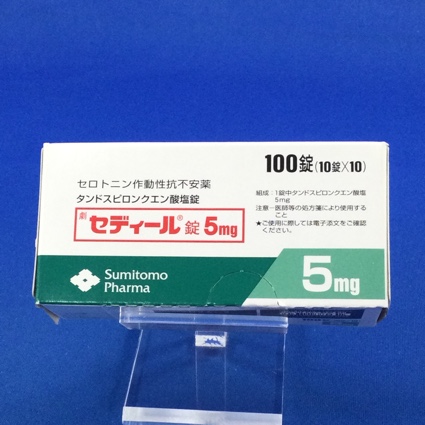 100錠(10錠×10)
セロトニン作動性抗不安薬
タンドスピロンクエン酸塩錠
劇 セディール®錠 5mg
組成:1錠中タンドスピロンクエン酸塩
5mg
注意-医師等の処方箋により使用する
こと
★ご使用に際しては電子添文をご確認
ください。
Sumitomo
Pharma
5mg